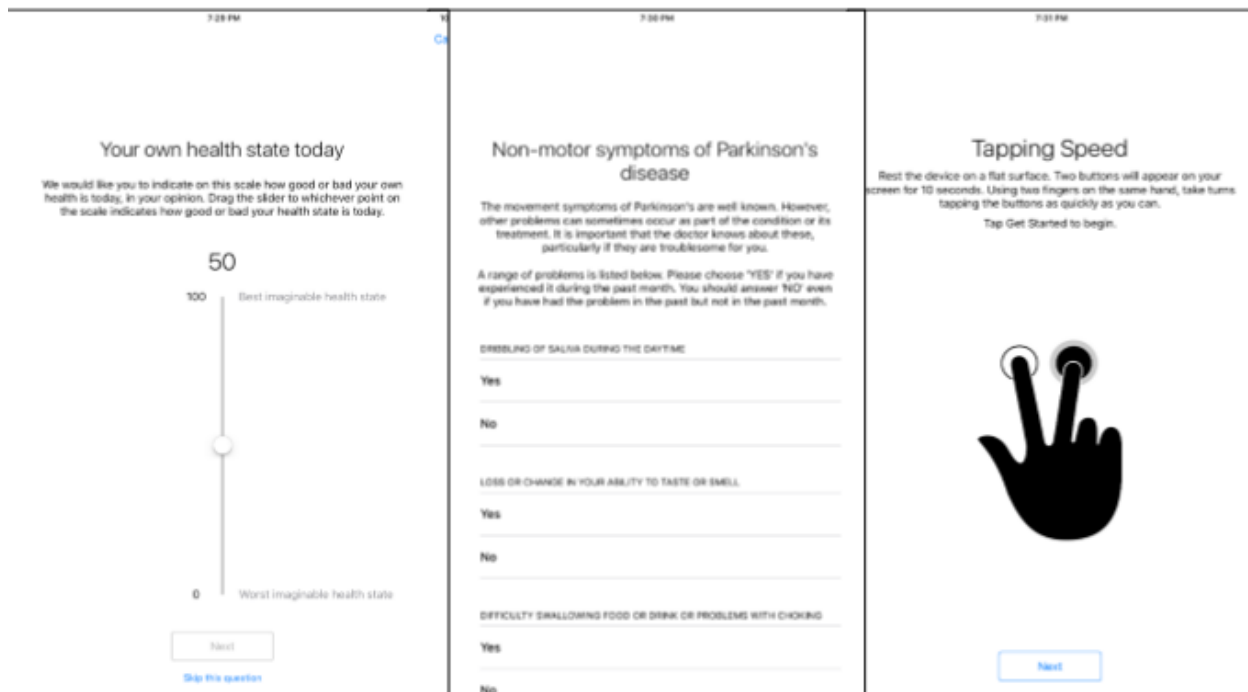 7:29 PM
Your own health state today
We would like you to indicate on this scale how good or bad your own
health is today, in your opinion. Drag the slider to whichever point on
the scale indicates how good or bad your health state is today.
50
100 Best imaginable health state
0 Worst imaginable health state
Next
Skip this question
10
Ca
7:30 PM
Non-motor symptoms of Parkinson's
disease
The movement symptoms of Parkinson's are well known. However,
other problems can sometimes occur as part of the condition or its
treatment. It is important that the doctor knows about these,
particularly if they are troublesome for you.
A range of problems is listed below. Please choose 'YES' if you have
experienced it during the past month. You should answer 'NO' even
if you have had the problem in the past but not in the past month.
DRIBBLING OF SALIVA DURING THE DAYTIME
Yes
No
LOSS OR CHANGE IN YOUR ABILITY TO TASTE OR SMELL
Yes
No
DIFFICULTY SWALLOWING FOOD OR DRINK OR PROBLEMS WITH CHOKING
Yes
No
7:31 PM
Tapping Speed
Rest the device on a flat surface. Two buttons will appear on your
screen for 10 seconds. Using two fingers on the same hand, take turns
tapping the buttons as quickly as you can.
Tap Get Started to begin.
Next